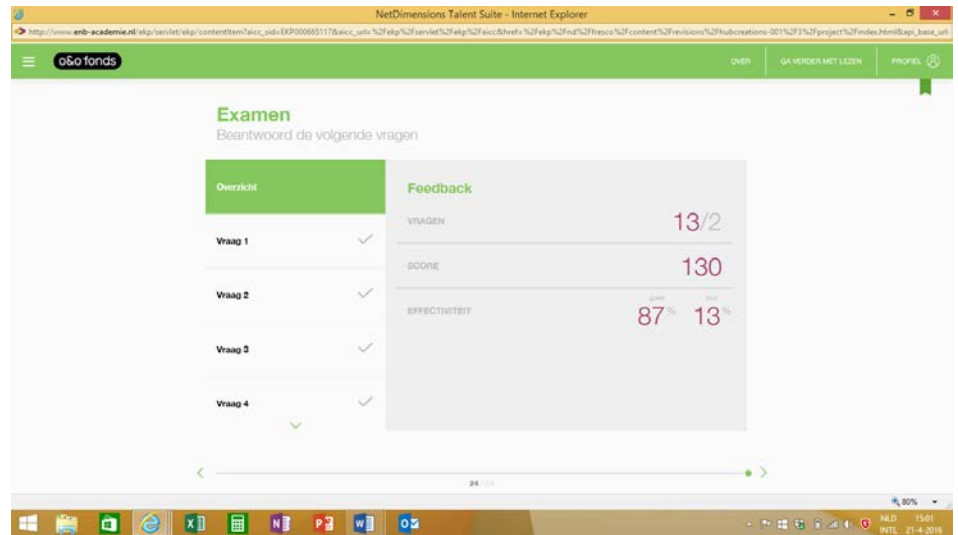 NetDimensions Talent Suite - Internet Explorer
o&o fonds
OVER
GA VERDER MET LEZEN
PROFIEL
Examen
Beantwoord de volgende vragen
Overzicht
Feedback
VRAGEN
13/2
Vraag 1
SCORE
130
Vraag 2
EFFECTIVITEIT
goed
87%
fout
13%
Vraag 3
Vraag 4
24 / 24
80%
NLD 15:01
INTL 21-4-2016